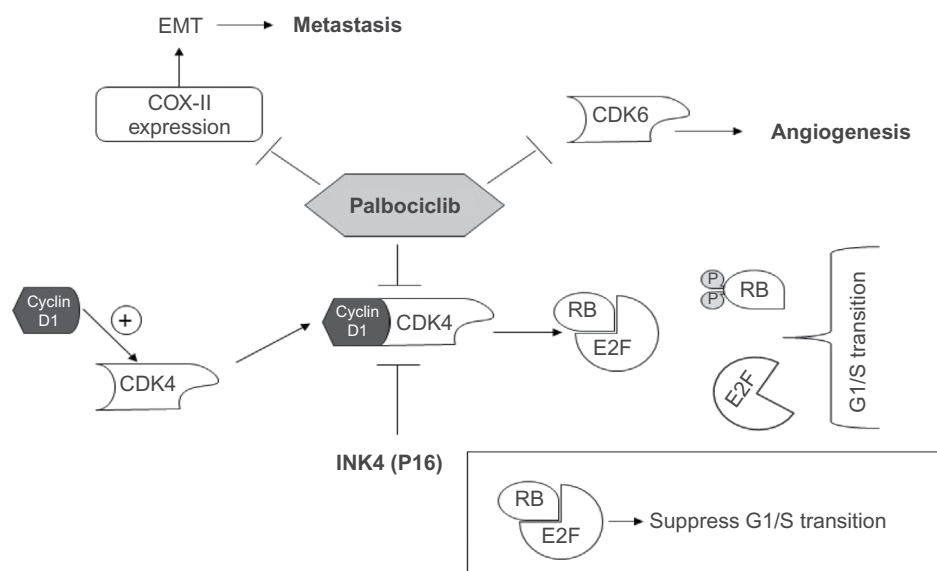 EMT
Metastasis
COX-II
expression
CDK6
Angiogenesis
Palbociclib
Cyclin
D1
+
CDK4
Cyclin
D1
CDK4
RB
E2F
P
P
RB
E2F
G1/S transition
INK4 (P16)
RB
E2F
Suppress G1/S transition